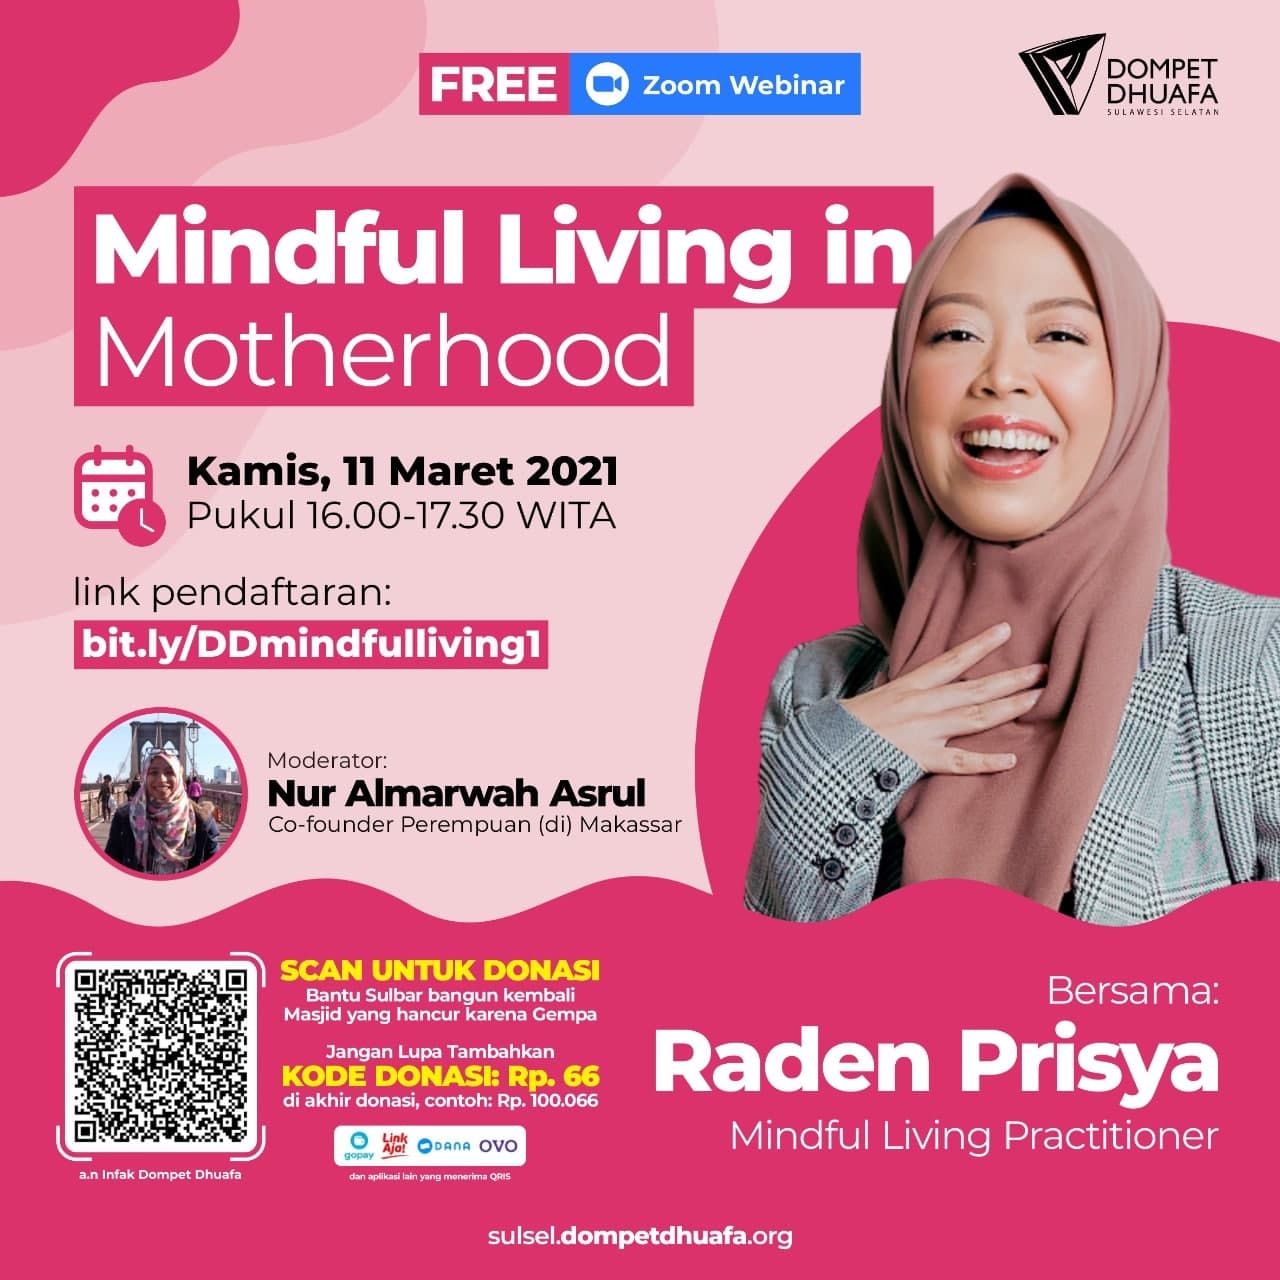 FREE
Zoom Webinar
DOMPET
DHUAFA
SULAWESI SELATAN
Mindful Living in
Motherhood
Kamis, 11 Maret 2021
Pukul 16.00-17.30 WITA
link pendaftaran:
bit.ly/DDmindfulliving1
Moderator:
Nur Almarwah Asrul
Co-founder Perempuan (di) Makassar
SCAN UNTUK DONASI
Bantu Sulbar bangun kembali
Masjid yang hancur karena Gempa
Jangan Lupa Tambahkan
KODE DONASI: Rp. 66
di akhir donasi, contoh: Rp. 100.066
gopay
Link
Aja!
DANA
OVO
dan aplikasi lain yang menerima QRIS
a.n Infak Dompet Dhuafa
Bersama:
Raden Prisya
Mindful Living Practitioner
sulsel.dompetdhuafa.org